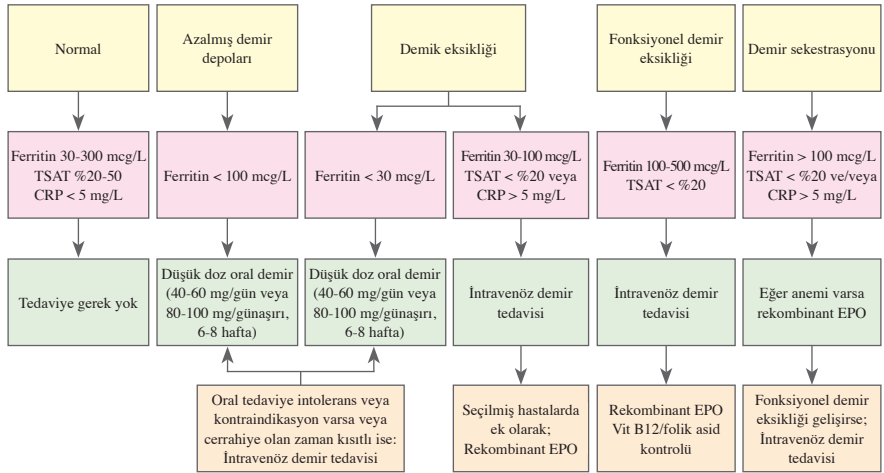 Normal
Azalmış demir
depoları
Demik eksikliği
Fonksiyonel demir
eksikliği
Demir sekestrasyonu
Ferritin 30-300 mcg/L
TSAT %20-50
CRP < 5 mg/L
Ferritin < 100 mcg/L
Ferritin < 30 mcg/L
Ferritin 30-100 mcg/L
TSAT < %20 veya
CRP > 5 mg/L
Ferritin 100-500 mcg/L
TSAT < %20
Ferritin > 100 mcg/L
TSAT < %20 ve/veya
CRP > 5 mg/L
Tedaviye gerek yok
Düşük doz oral demir
(40-60 mg/gün veya
80-100 mg/günaşırı,
6-8 hafta)
Düşük doz oral demir
(40-60 mg/gün veya
80-100 mg/günaşırı,
6-8 hafta)
İntravenöz demir
tedavisi
İntravenöz demir
tedavisi
Eğer anemi varsa
rekombinant EPO
Oral tedaviye intolerans veya
kontraindikasyon varsa veya
cerrahiye olan zaman kısıtlı ise:
İntravenöz demir tedavisi
Seçilmiş hastalarda
ek olarak;
Rekombinant EPO
Rekombinant EPO
Vit B12/folik asid
kontrolü
Fonksiyonel demir
eksikliği gelişirse;
İntravenöz demir
tedavisi